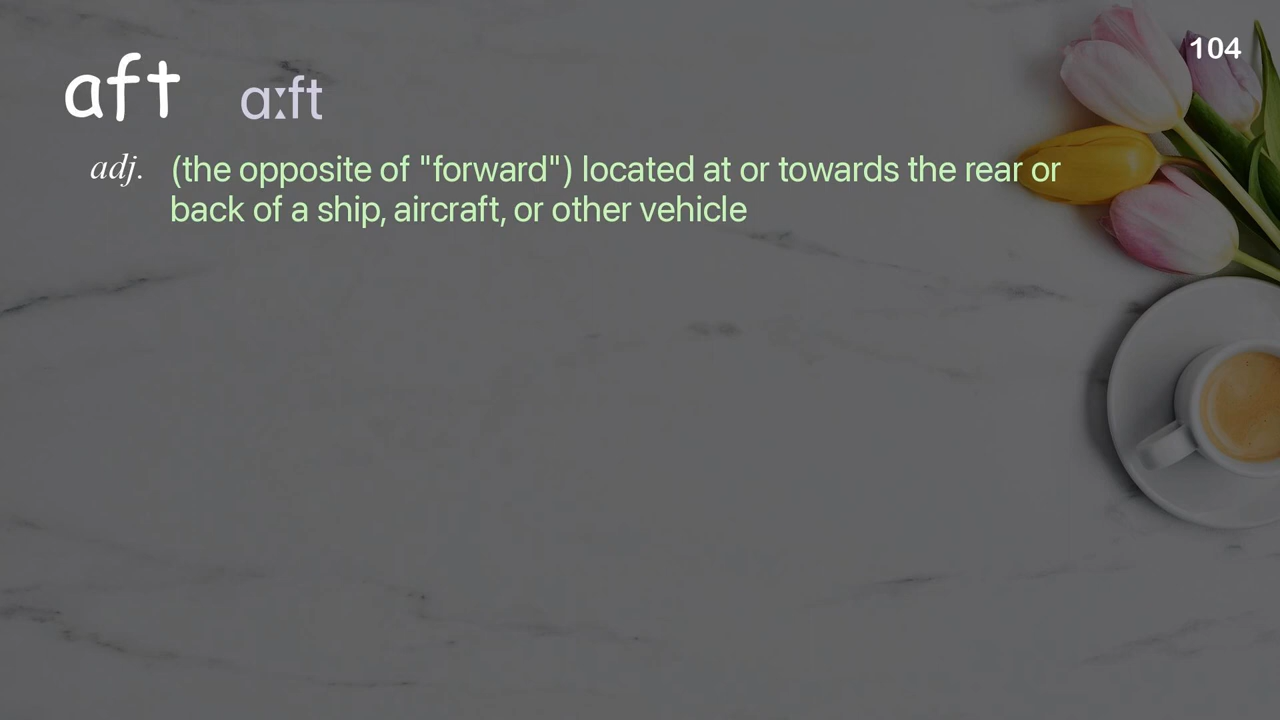 104
aft ɑːft
adj. (the opposite of "forward") located at or towards the rear or
back of a ship, aircraft, or other vehicle